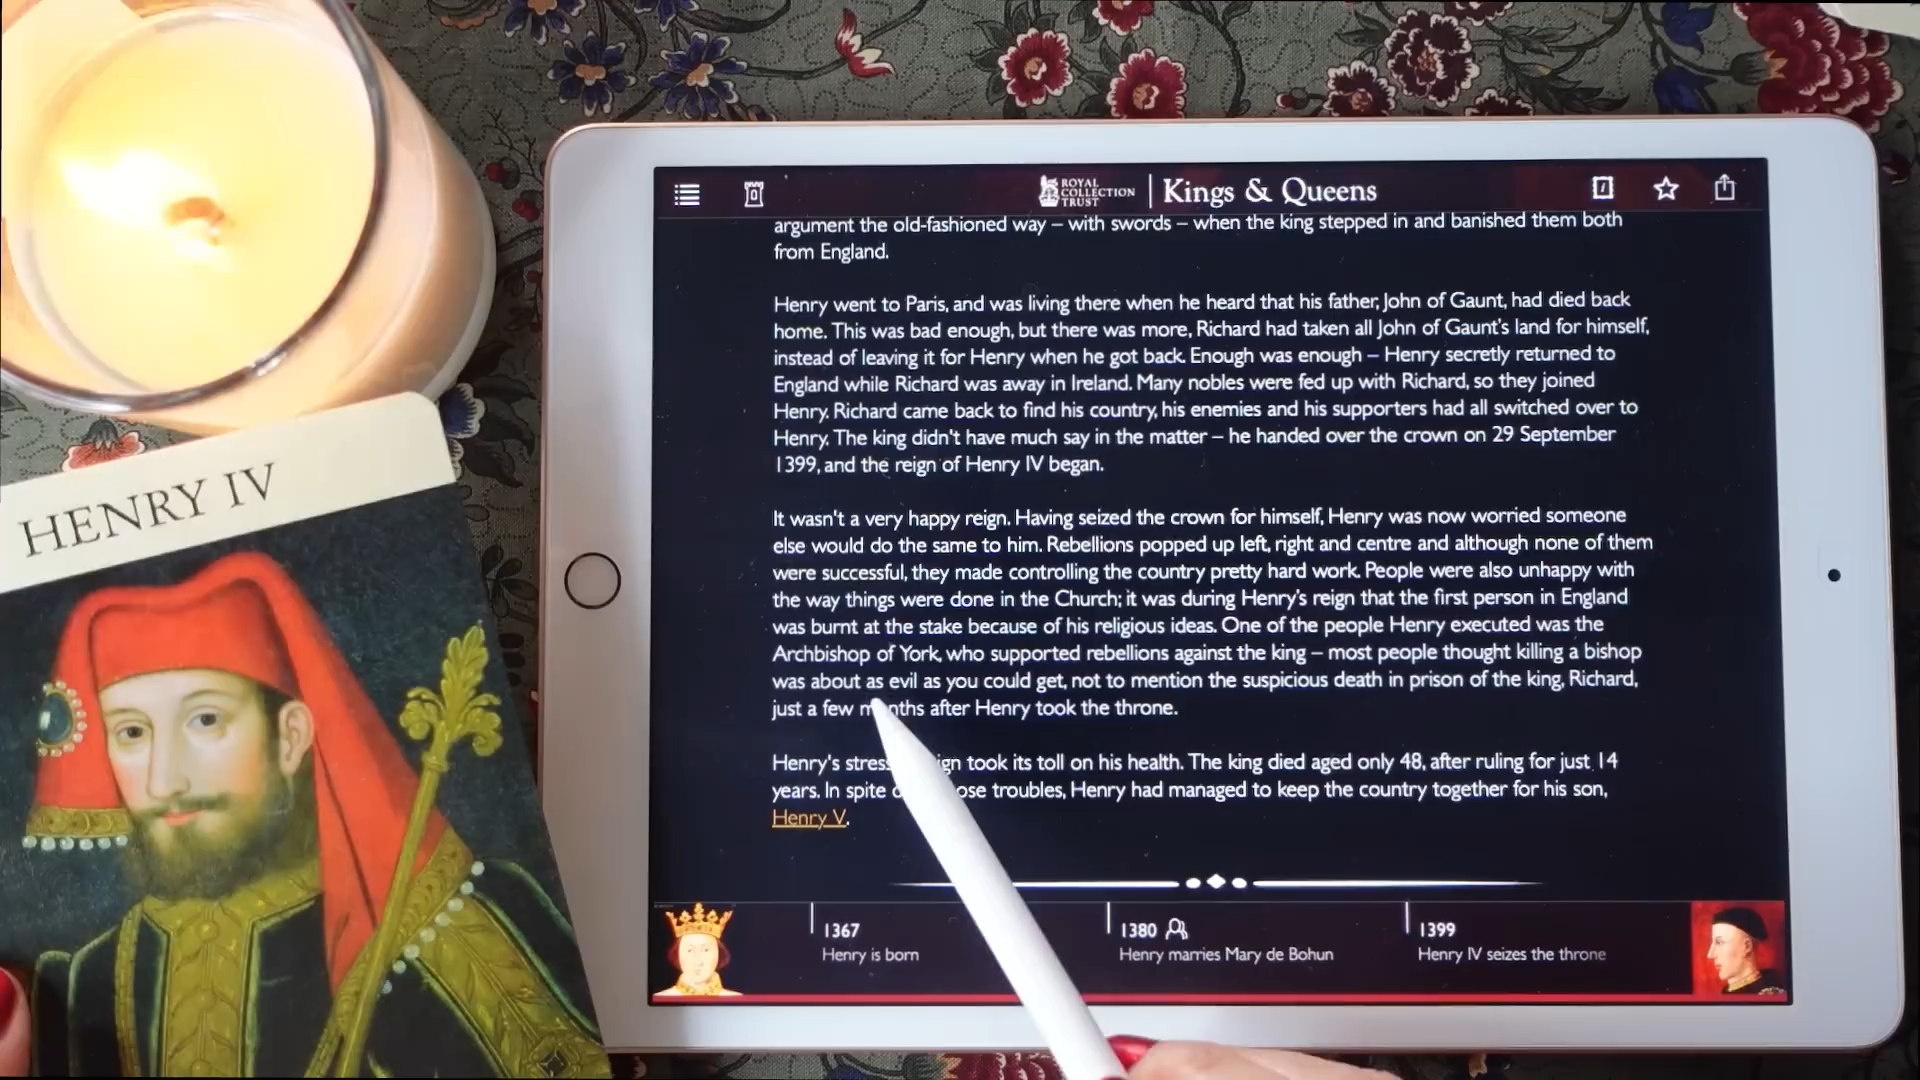 ROYAL
COLLECTION
TRUST
Kings & Queens
argument the old-fashioned way – with swords – when the king stepped in and banished them both
from England.
Henry went to Paris, and was living there when he heard that his father, John of Gaunt, had died back
home. This was bad enough, but there was more, Richard had taken all John of Gaunt's land for himself,
instead of leaving it for Henry when he got back. Enough was enough – Henry secretly returned to
England while Richard was away in Ireland. Many nobles were fed up with Richard, so they joined
Henry, Richard came back to find his country, his enemies and his supporters had all switched over to
Henry, The king didn't have much say in the matter – he handed over the crown on 29 September
1399, and the reign of Henry IV began.
It wasn't a very happy reign. Having seized the crown for himself, Henry was now worried someone
else would do the same to him. Rebellions popped up left, right and centre and although none of them
were successful, they made controlling the country pretty hard work. People were also unhappy with
the way things were done in the Church; it was during Henry's reign that the first person in England
was burnt at the stake because of his religious ideas. One of the people Henry executed was the
Archbishop of York, who supported rebellions against the king – most people thought killing a bishop
was about as evil as you could get, not to mention the suspicious death in prison of the king, Richard,
just a few months after Henry took the throne.
Henry's took its toll on his health. The king died aged only 48, after ruling for just 14
years. In spite troubles, Henry had managed to keep the country together for his son,
Henry V.
1367
Henry is born
1380
Henry marries Mary de Bohun
1399
Henry IV seizes the throne
HENRY IV